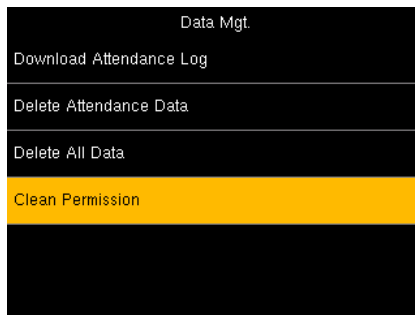 Data Mgt.
Download Attendance Log
Delete Attendance Data
Delete All Data
Clean Permission